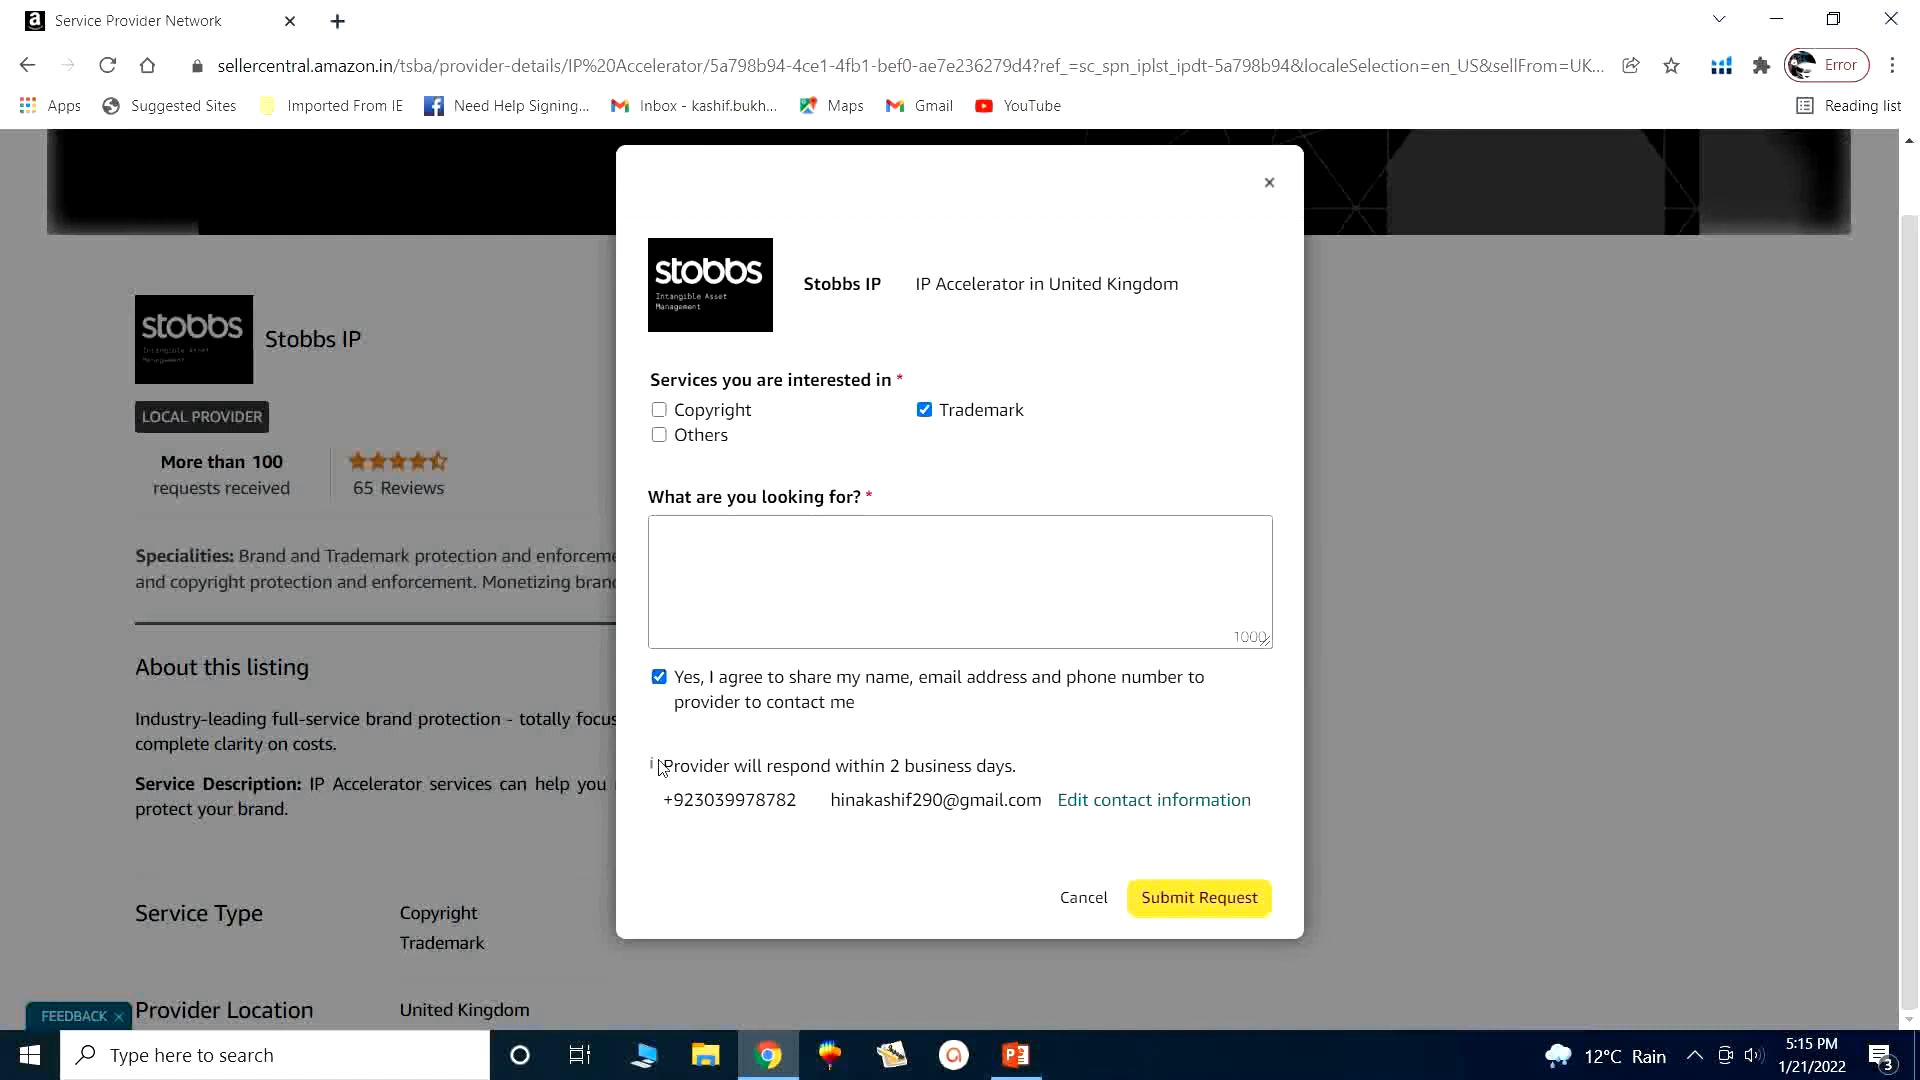 Service Provider Network
sellercentral.amazon.in/tsba/provider-details/IP%20Accelerator/5a798b94-4ce1-4fb1-bef0-ae7e236279d4?ref_=sc_spn_iplst_ipdt-5a798b94&localeSelection=en_US&sellFrom=UK...
Error
Apps
Suggested Sites
Imported From IE
Need Help Signing...
Inbox - kashif.bukh...
Maps
Gmail
YouTube
Reading list
stobbs
Intangible Asset
Management
Stobbs IP
LOCAL PROVIDER
More than 100
requests received
65 Reviews
Specialities: Brand and Trademark protection and enforceme
and copyright protection and enforcement. Monetizing bran
About this listing
Industry-leading full-service brand protection - totally focus
complete clarity on costs.
Service Description: IP Accelerator services can help you
protect your brand.
Service Type
Copyright
Trademark
Provider Location
United Kingdom
FEEDBACK
×
stobbs
Intangible Asset
Management
Stobbs IP
IP Accelerator in United Kingdom
Services you are interested in *
Copyright
Trademark
Others
What are you looking for? *
1000
Yes, I agree to share my name, email address and phone number to
provider to contact me
i Provider will respond within 2 business days.
+923039978782
hinakashif290@gmail.com
Edit contact information
Cancel
Submit Request
Type here to search
12°C Rain
5:15 PM
1/21/2022
3